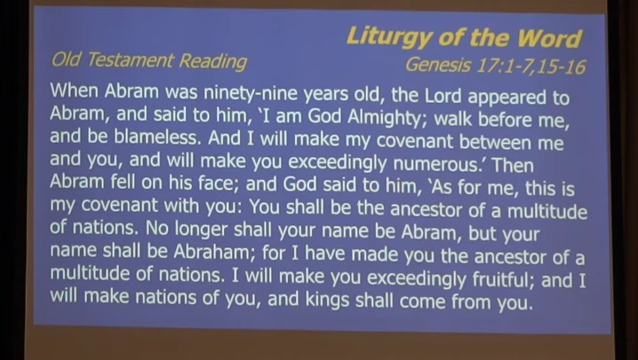 Liturgy of the Word
Old Testament Reading
Genesis 17:1-7,15-16
When Abram was ninety-nine years old, the Lord appeared to
Abram, and said to him, ‘I am God Almighty; walk before me,
and be blameless. And I will make my covenant between me
and you, and will make you exceedingly numerous.’ Then
Abram fell on his face; and God said to him, ‘As for me, this is
my covenant with you: You shall be the ancestor of a multitude
of nations. No longer shall your name be Abram, but your
name shall be Abraham; for I have made you the ancestor of a
multitude of nations. I will make you exceedingly fruitful; and I
will make nations of you, and kings shall come from you.